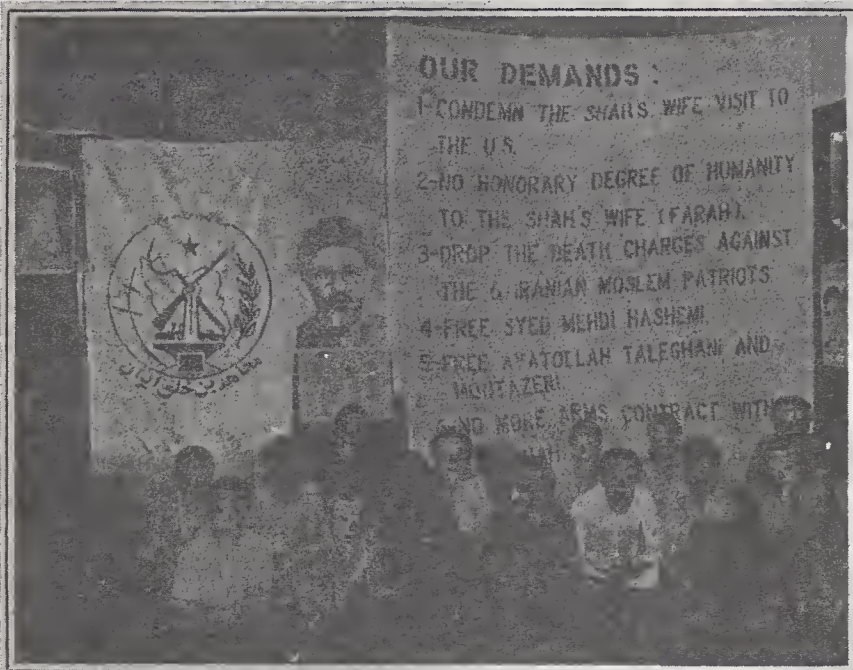 OUR DEMANDS:
1-CONDEMN THE SHAH'S WIFE VISIT TO
THE U.S.
2-NO HONORARY DEGREE OF HUMANITY
TO THE SHAH'S WIFE (FARAH).
3-DROP THE DEATH CHARGES AGAINST
THE 6 IRANIAN MOSLEM PATRIOTS
4-FREE SYED MEHDI HASHEMI.
5-FREE AYATOLLAH TALEGHANI AND
MONTAZERI
6-NO MORE ARMS CONTRACT WITH